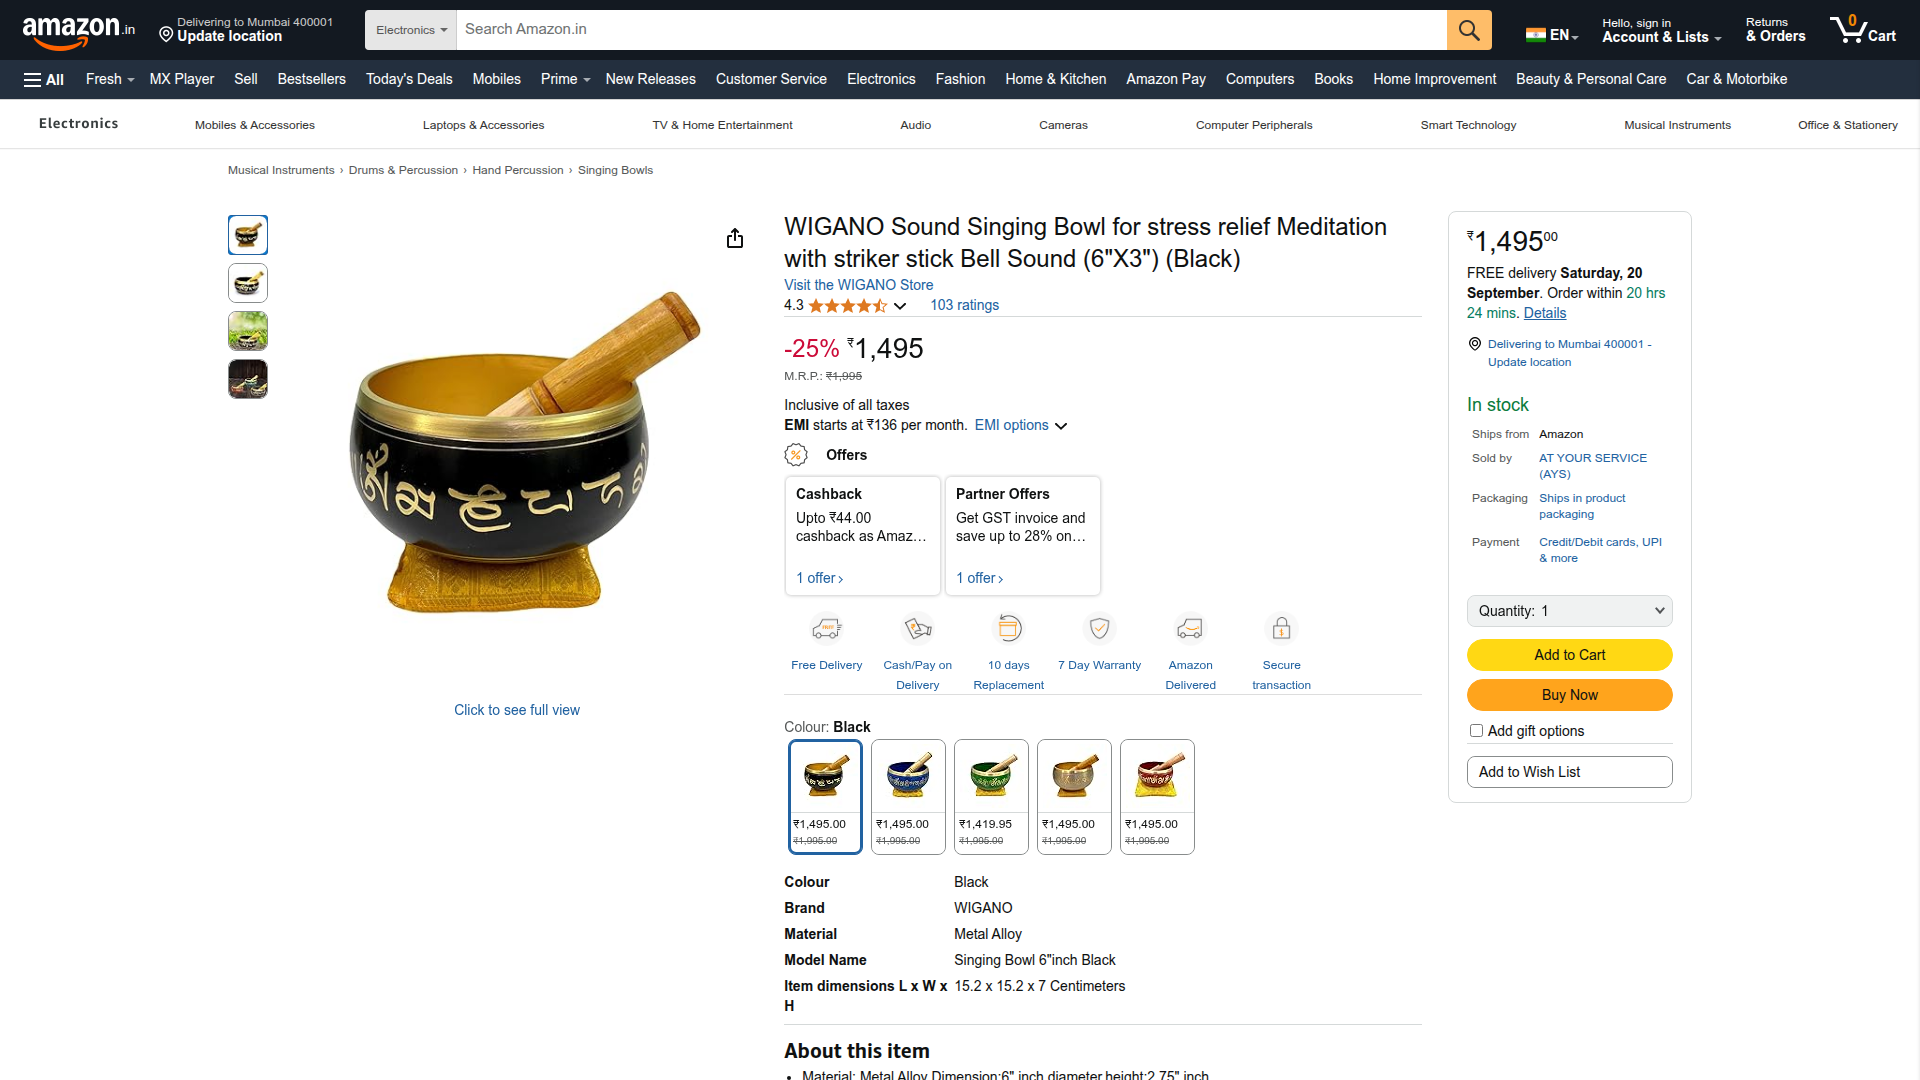 amazon.in
Delivering to Mumbai 400001
Update location
Electronics
Search Amazon.in
EN
Hello, sign in
Account & Lists
Returns
& Orders
0
Cart
All
Fresh
MX Player
Sell
Bestsellers
Today's Deals
Mobiles
Prime
New Releases
Customer Service
Electronics
Fashion
Home & Kitchen
Amazon Pay
Computers
Books
Home Improvement
Beauty & Personal Care
Car & Motorbike
Electronics
Mobiles & Accessories
Laptops & Accessories
TV & Home Entertainment
Audio
Cameras
Computer Peripherals
Smart Technology
Musical Instruments
Office & Stationery
Musical Instruments › Drums & Percussion › Hand Percussion › Singing Bowls
Click to see full view
WIGANO Sound Singing Bowl for stress relief Meditation
with striker stick Bell Sound (6"X3") (Black)
Visit the WIGANO Store
4.3
103 ratings
-25% ₹1,495
M.R.P.: ₹1,995
Inclusive of all taxes
EMI starts at ₹136 per month. EMI options
Offers
Cashback
Upto ₹44.00
cashback as Amaz…
1 offer ›
Partner Offers
Get GST invoice and
save up to 28% on…
1 offer ›
FREE
Free Delivery
Cash/Pay on
Delivery
10 days
Replacement
7 Day Warranty
Amazon
Delivered
Secure
transaction
Colour: Black
₹1,495.00
₹1,995.00
₹1,495.00
₹1,995.00
₹1,419.95
₹1,995.00
₹1,495.00
₹1,995.00
₹1,495.00
₹1,995.00
Colour Black
Brand WIGANO
Material Metal Alloy
Model Name Singing Bowl 6"inch Black
Item dimensions L x W x 15.2 x 15.2 x 7 Centimeters
H
About this item
• Material: Metal Alloy Dimension:6" inch diameter height:2.75" inch
₹1,49500
FREE delivery Saturday, 20
September. Order within 20 hrs
24 mins. Details
Delivering to Mumbai 400001 -
Update location
In stock
Ships from Amazon
Sold by AT YOUR SERVICE
(AYS)
Packaging Ships in product
packaging
Payment Credit/Debit cards, UPI
& more
Quantity: 1
Add to Cart
Buy Now
Add gift options
Add to Wish List